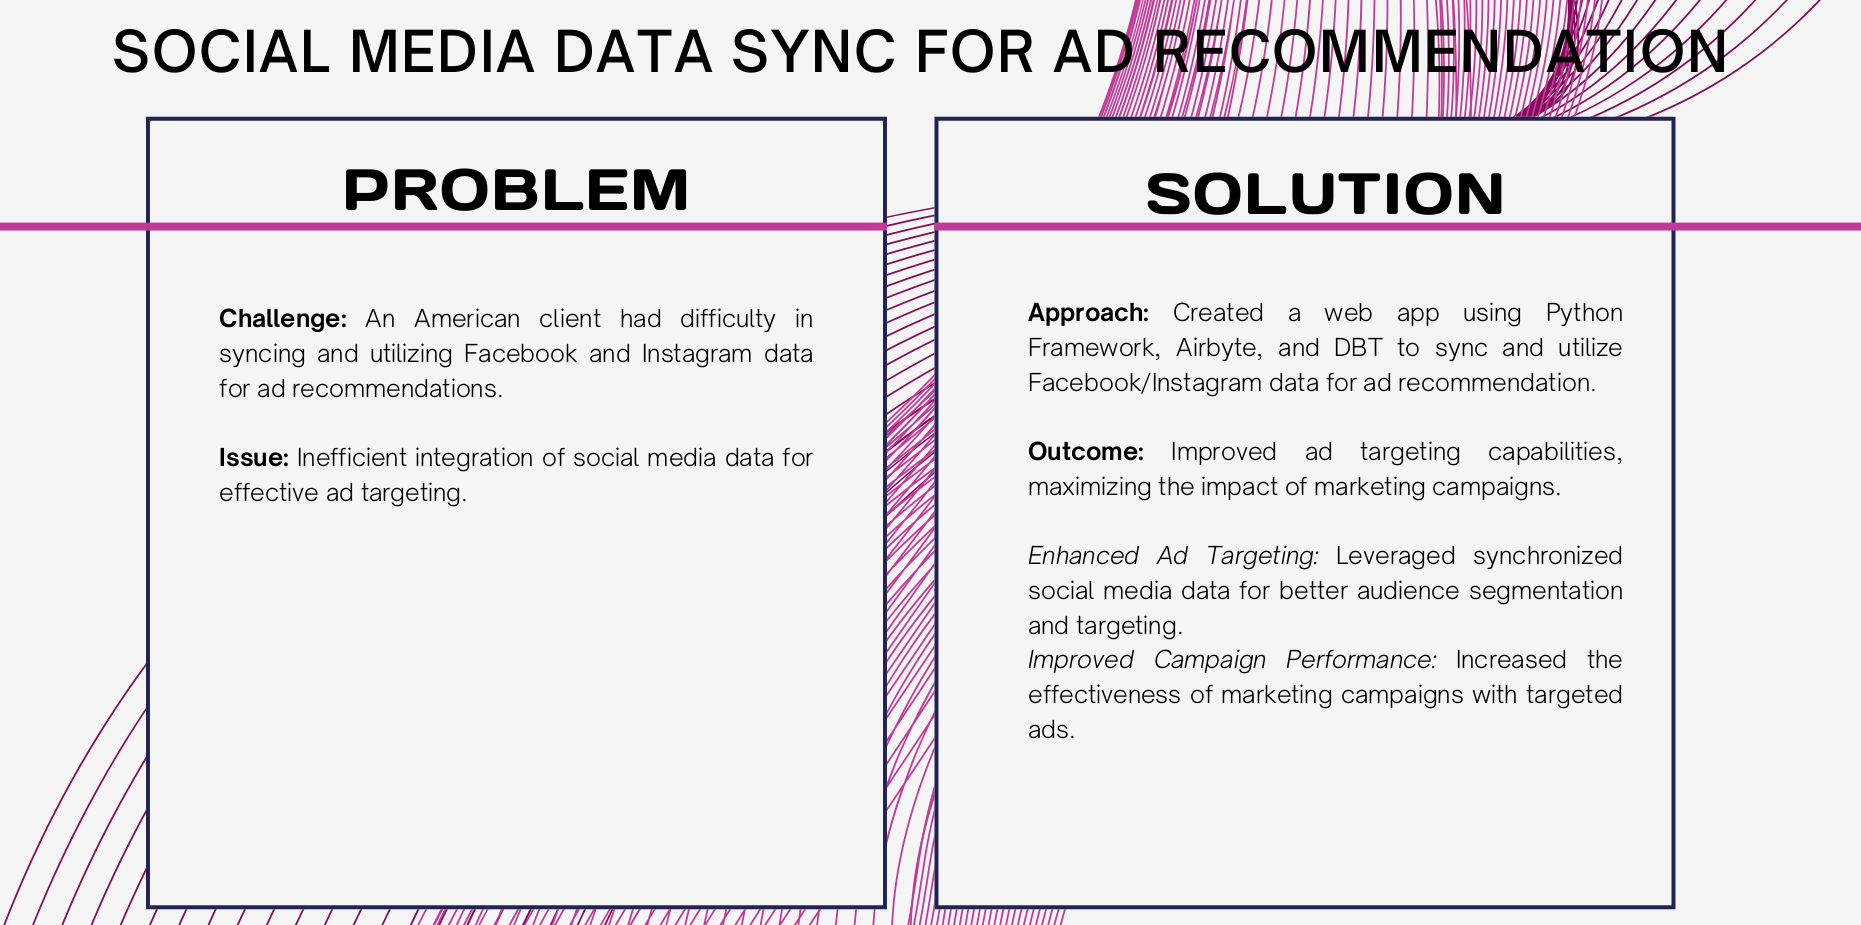 SOCIAL MEDIA DATA SYNC FOR AD RECOMMENDATION
PROBLEM
Challenge: An American client had difficulty in
syncing and utilizing Facebook and Instagram data
for ad recommendations.
Issue: Inefficient integration of social media data for
effective ad targeting.
SOLUTION
Approach: Created a web app using Python
Framework, Airbyte, and DBT to sync and utilize
Facebook/Instagram data for ad recommendation.
Outcome: Improved ad targeting capabilities,
maximizing the impact of marketing campaigns.
Enhanced Ad Targeting: Leveraged synchronized
social media data for better audience segmentation
and targeting.
Improved Campaign Performance: Increased the
effectiveness of marketing campaigns with targeted
ads.